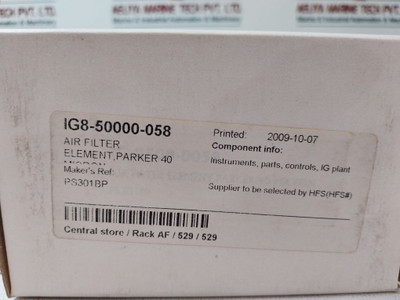 IG8-50000-058
Printed: 2009-10-07
AIR FILTER
Component info:
ELEMENT,PARKER 40
Instruments, parts, controls, IG plant
MICRON
Maker's Ref:
PS301BP
Supplier to be selected by HFS(HFS#)
Central store / Rack AF / 529 / 529